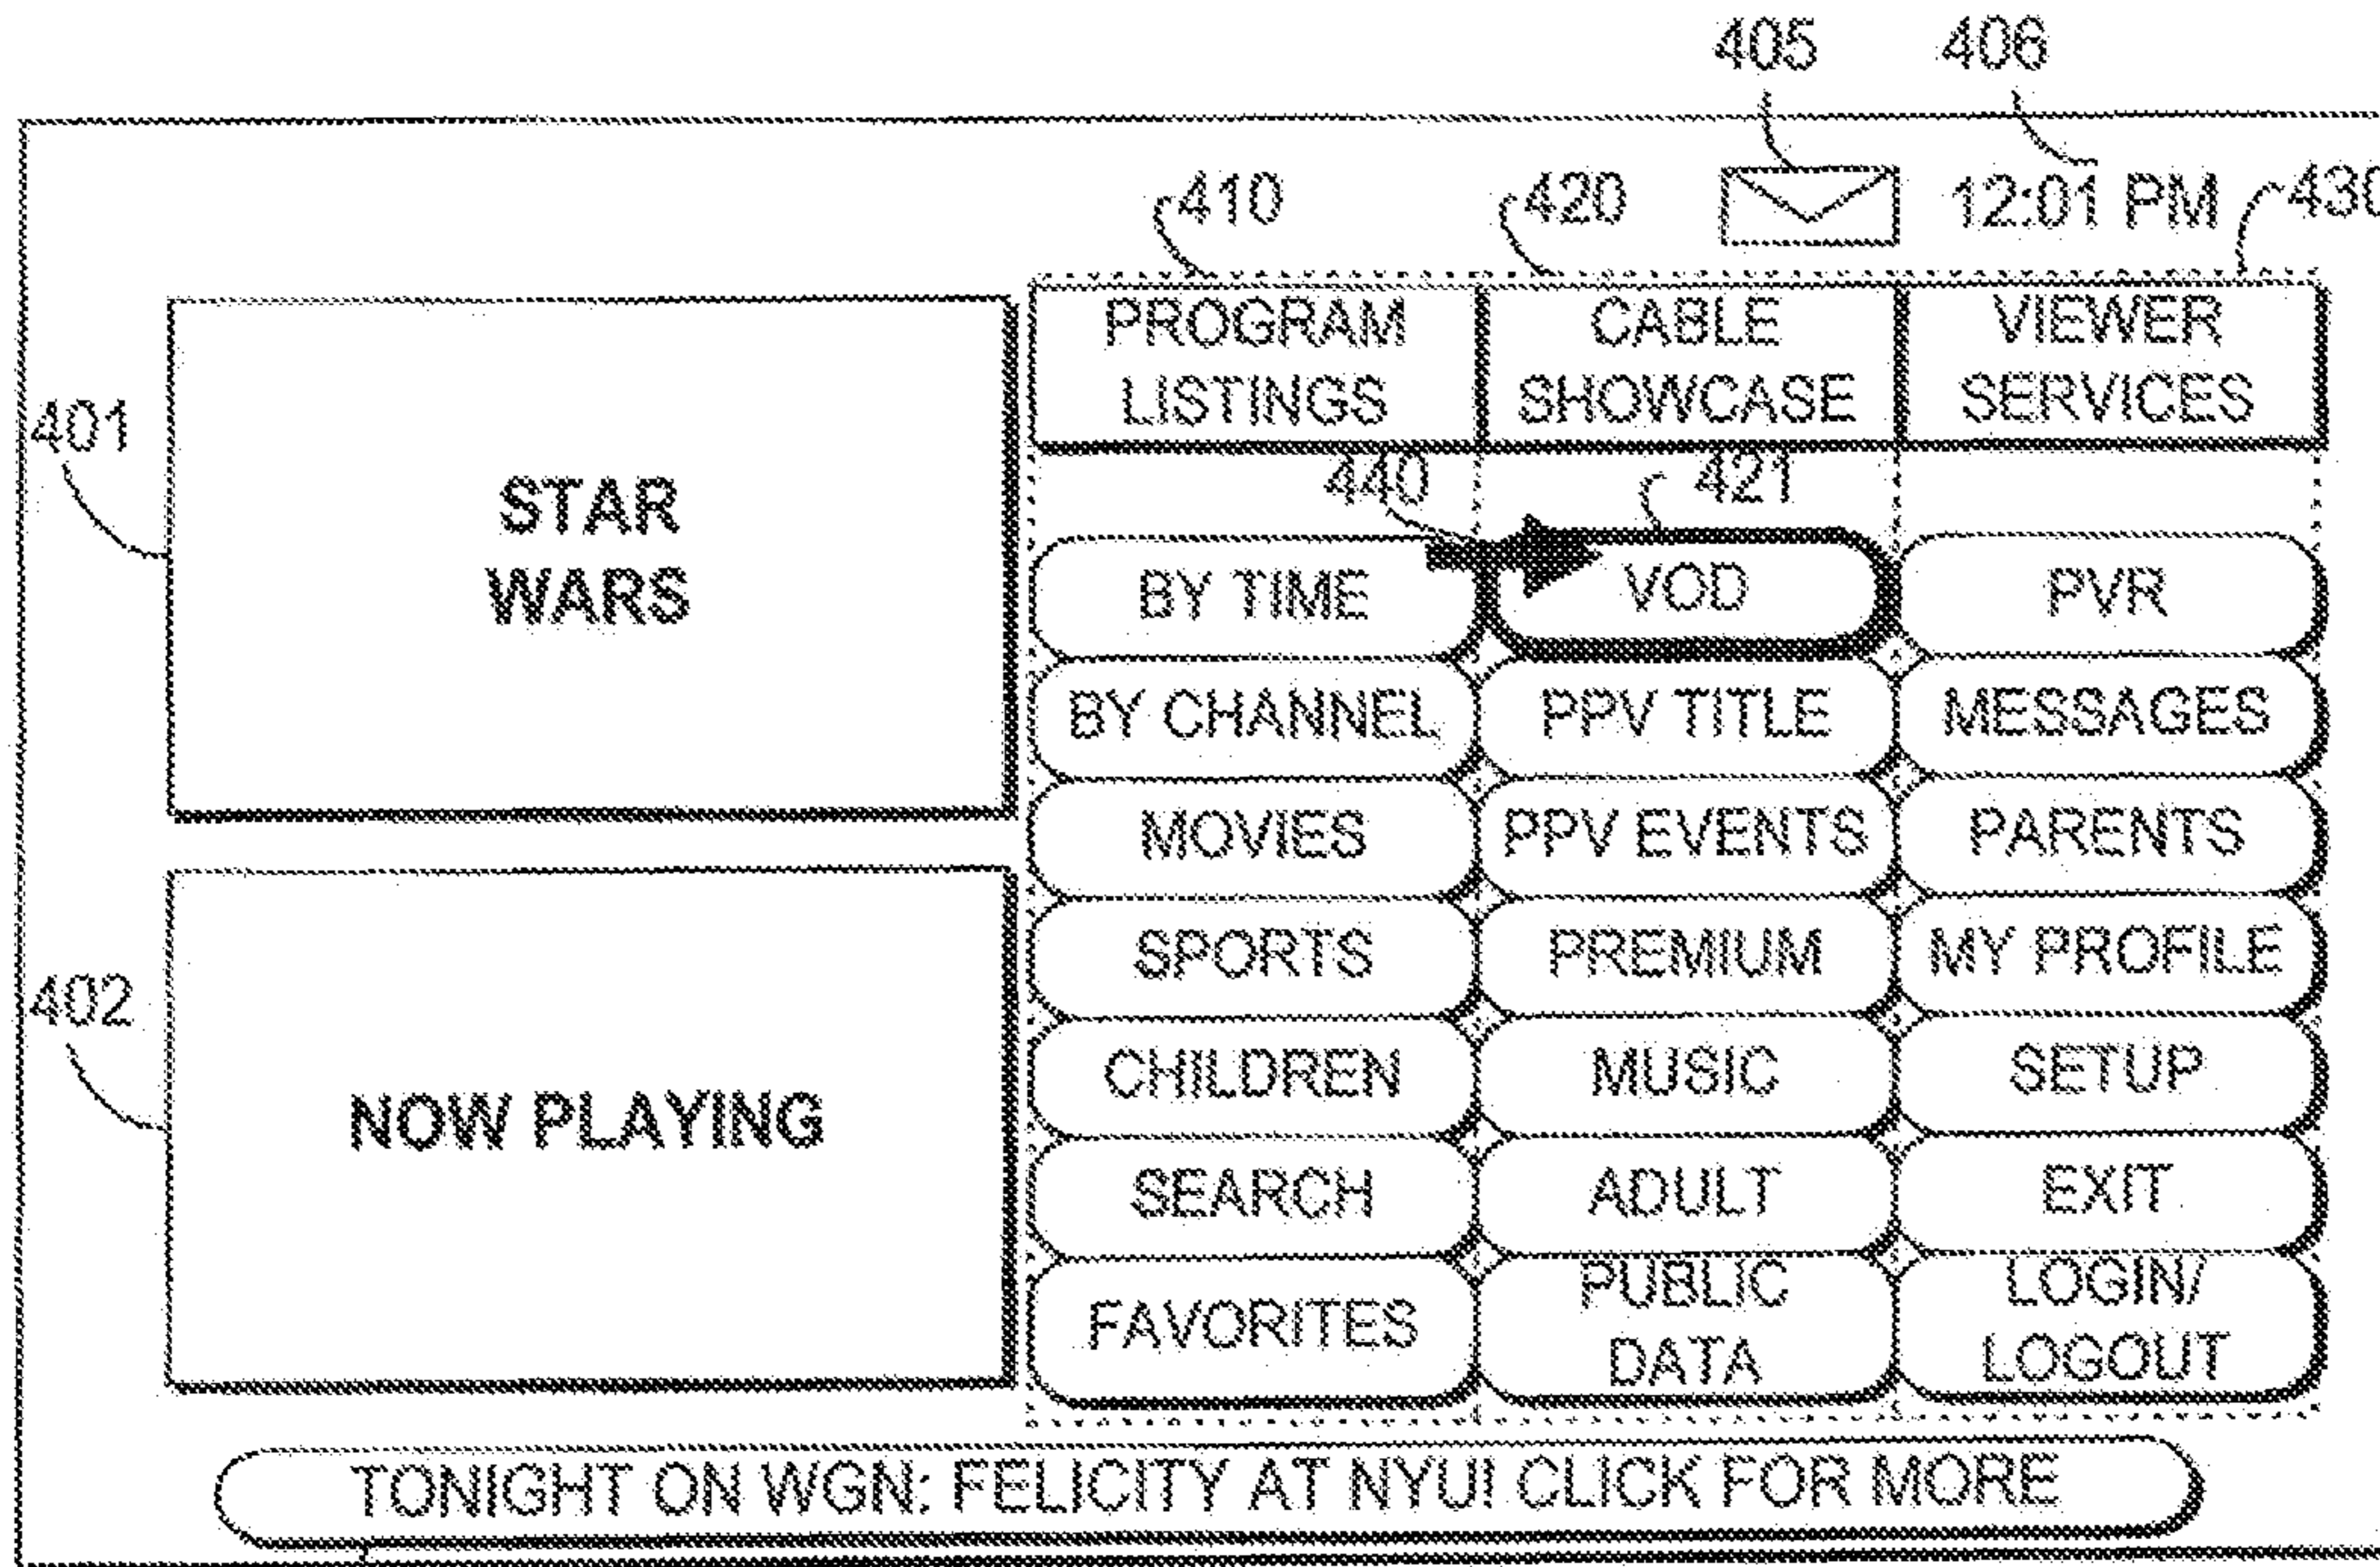 405 406
410 420 12:01 PM 430
PROGRAM LISTINGS
CABLE SHOWCASE
VIEWER SERVICES
401
STAR
WARS
440 421
BY TIME VOD PVR
BY CHANNEL PPV TITLE MESSAGES
MOVIES PPV EVENTS PARENTS
SPORTS PREMIUM MY PROFILE
402
NOW PLAYING
CHILDREN MUSIC SETUP
SEARCH ADULT EXIT
FAVORITES
PUBLIC
DATA
LOGIN/
LOGOUT
TONIGHT ON WGN: FELICITY AT NYU! CLICK FOR MORE